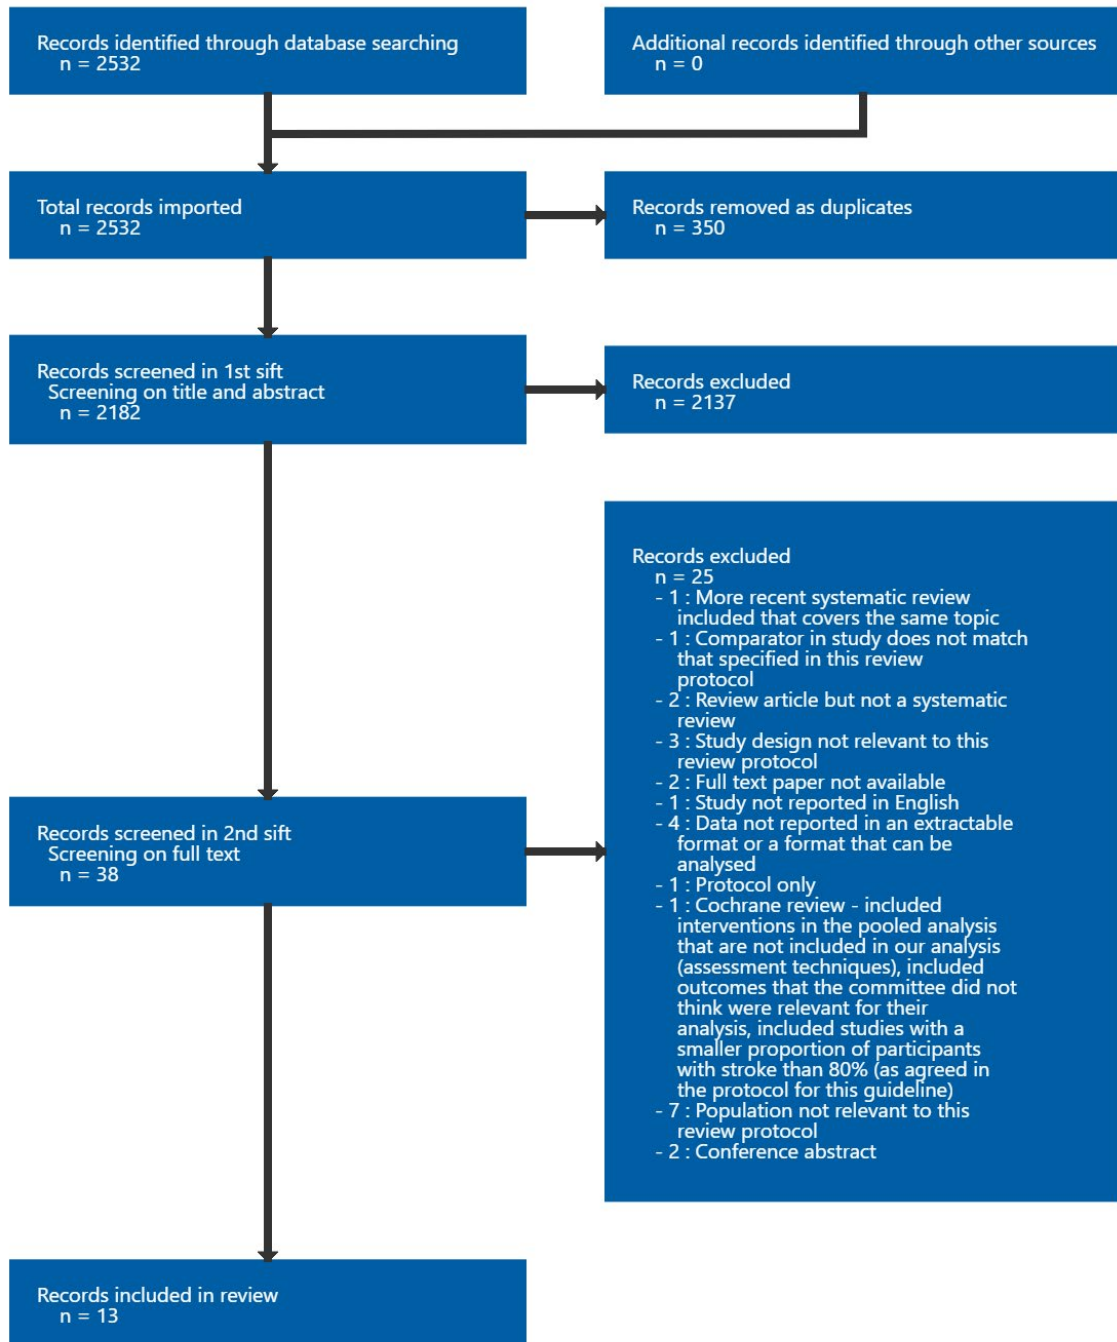 Records identified through database searching
n = 2532
Additional records identified through other sources
n = 0
Total records imported
n = 2532
Records removed as duplicates
n = 350
Records screened in 1st sift
Screening on title and abstract
n = 2182
Records excluded
n = 2137
Records screened in 2nd sift
Screening on full text
n = 38
Records excluded
n = 25
- 1 : More recent systematic review
included that covers the same topic
- 1 : Comparator in study does not match
that specified in this review
protocol
- 2 : Review article but not a systematic
review
- 3 : Study design not relevant to this
review protocol
- 2 : Full text paper not available
- 1 : Study not reported in English
- 4 : Data not reported in an extractable
format or a format that can be
analysed
- 1 : Protocol only
- 1 : Cochrane review - included
interventions in the pooled analysis
that are not included in our analysis
(assessment techniques), included
outcomes that the committee did not
think were relevant for their
analysis, included studies with a
smaller proportion of participants
with stroke than 80% (as agreed in
the protocol for this guideline)
- 7 : Population not relevant to this
review protocol
- 2 : Conference abstract
Records included in review
n = 13